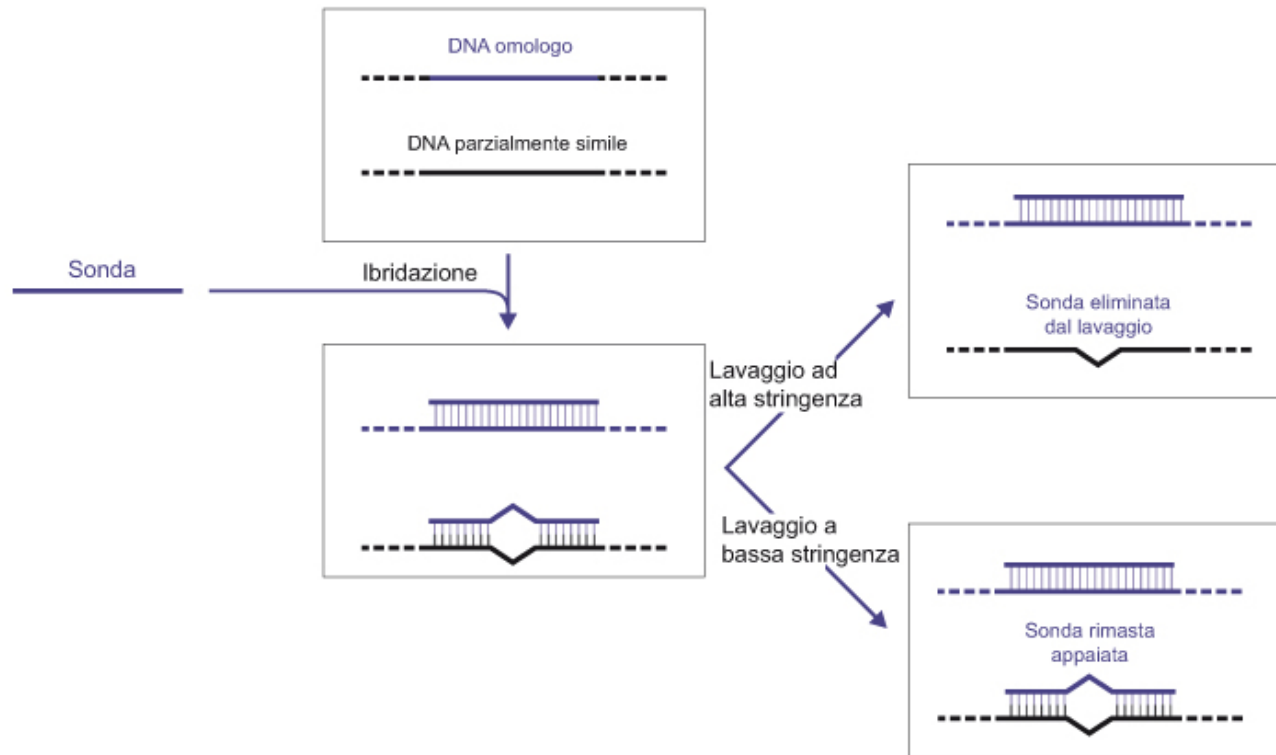 DNA omologo
DNA parzialmente simile
Sonda
Ibridazione
Lavaggio ad
alta stringenza
Sonda eliminata
dal lavaggio
Lavaggio a
bassa stringenza
Sonda rimasta
appaiata